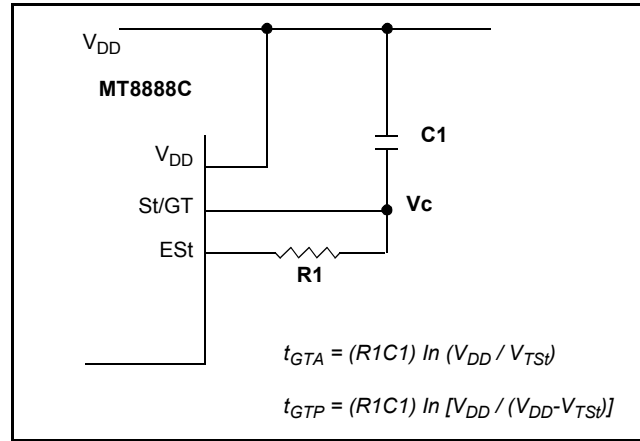 VDD
MT8888C
C1
VDD
St/GT
Vc
ESt
R1
tGTA = (R1C1) In (VDD / VTSt)
tGTP = (R1C1) In [VDD / (VDD-VTSt)]